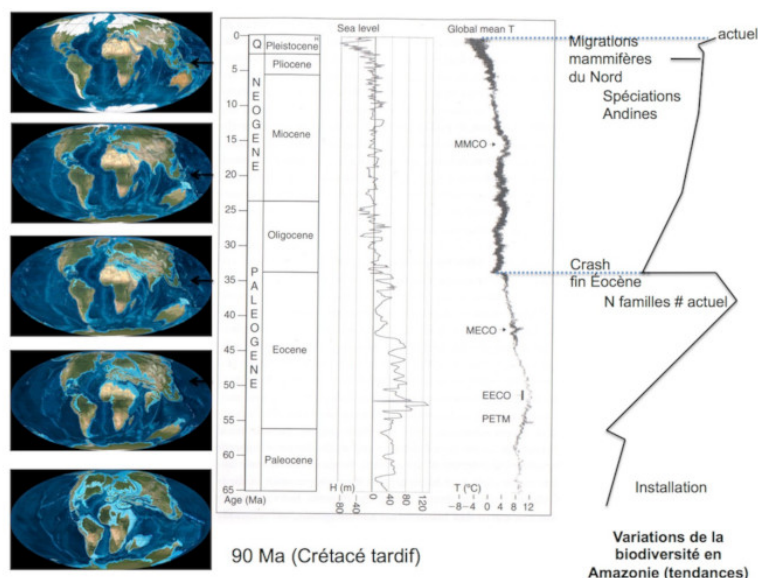 Sea level
Global mean T
0
Q
Pleistocene
Pliocene
5
NEOGENE
10
Miocene
15
20
25
Oligocene
30
35
PALEOGENE
40
Eocene
45
50
55
Paleocene
60
65
Age (Ma)
H (m)
80
40
0
40
80
120
T (°C)
-8 -4 0 4 8 12
MMCO
MECO
EECO
PETM
actuel
Migrations
mammifères
du Nord
Spéciations
Andines
Crash
fin Éocène
N familles # actuel
Installation
Variations de la
biodiversité en
Amazonie (tendances)
90 Ma (Crétacé tardif)